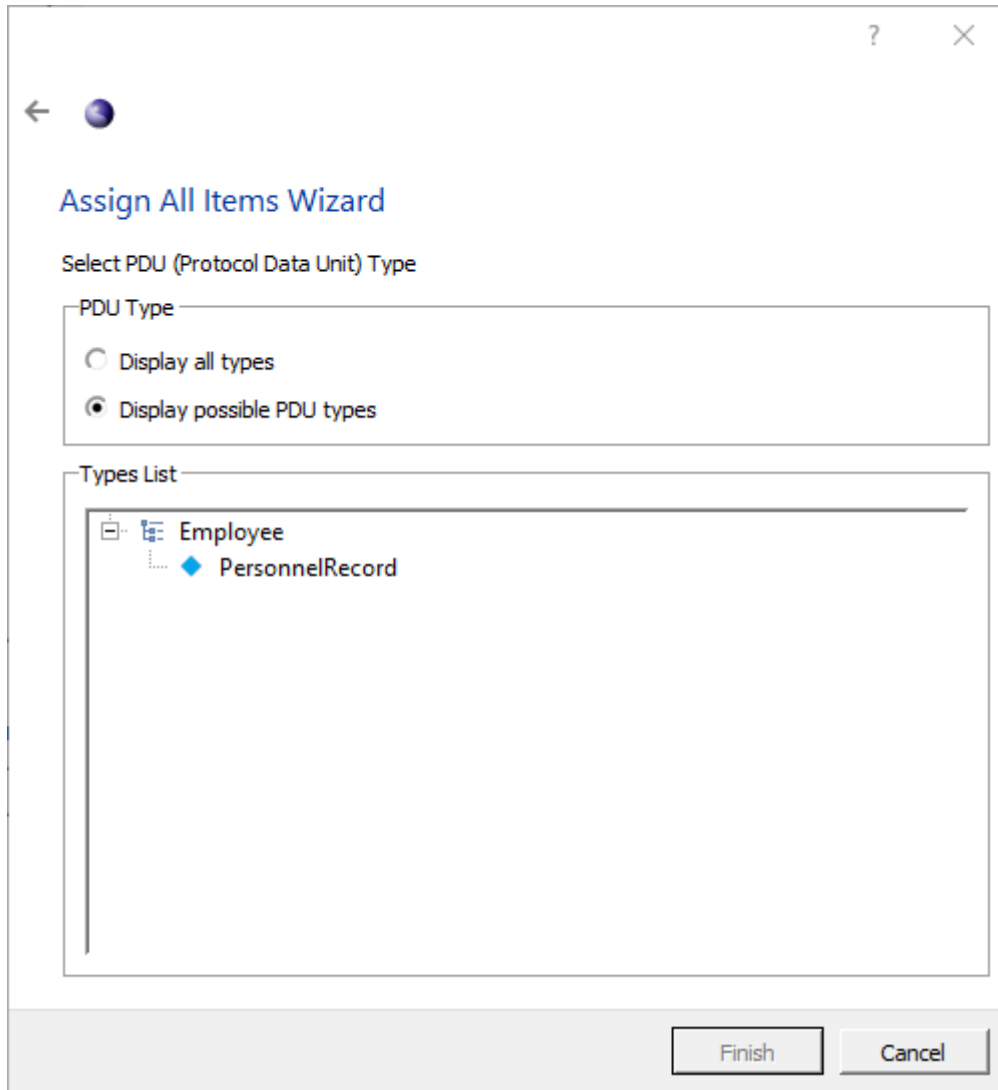 Assign All Items Wizard
Select PDU (Protocol Data Unit) Type
PDU Type
Display all types
Display possible PDU types
Types List
Employee
PersonnelRecord
Finish Cancel